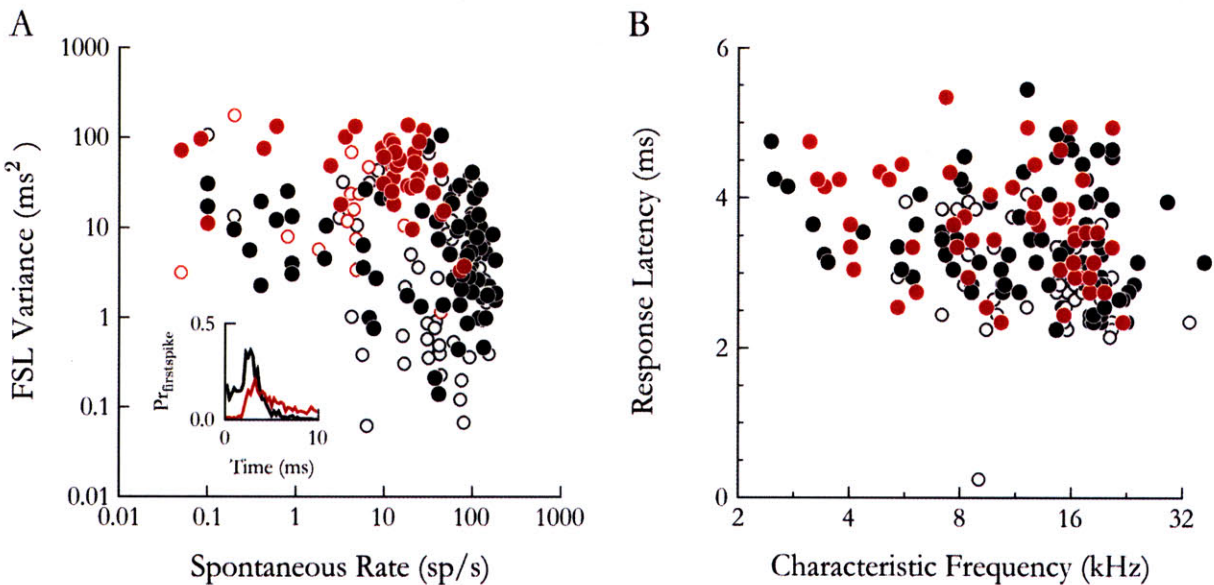 A
1000
100
10
1
0.1
0.01
FSL Variance (ms²)
0.01 0.1 1 10 100 1000
Spontaneous Rate (sp/s)
0.5
0.0
Pr firstspike
0 10
Time (ms)
B
6
4
2
0
Response Latency (ms)
2 4 8 16 32
Characteristic Frequency (kHz)